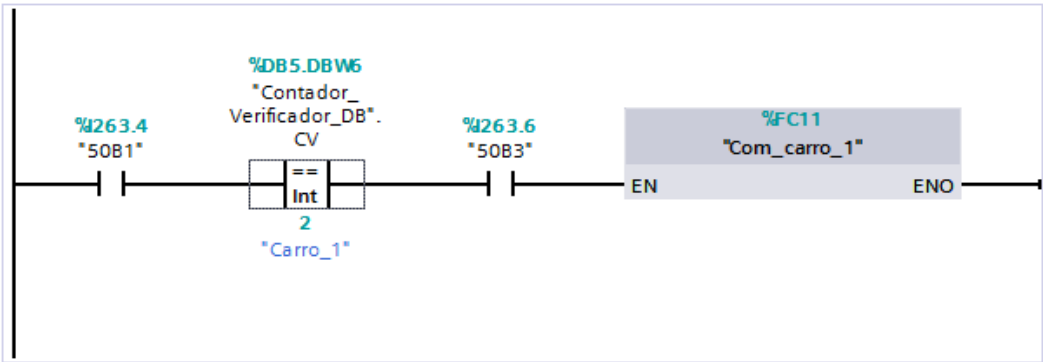 %DB5.DBW6
"Contador_
Verificador_DB".
CV
%I263.4
"50B1"
==
Int
2
"Carro_1"
%I263.6
"50B3"
%FC11
"Com_carro_1"
EN
ENO